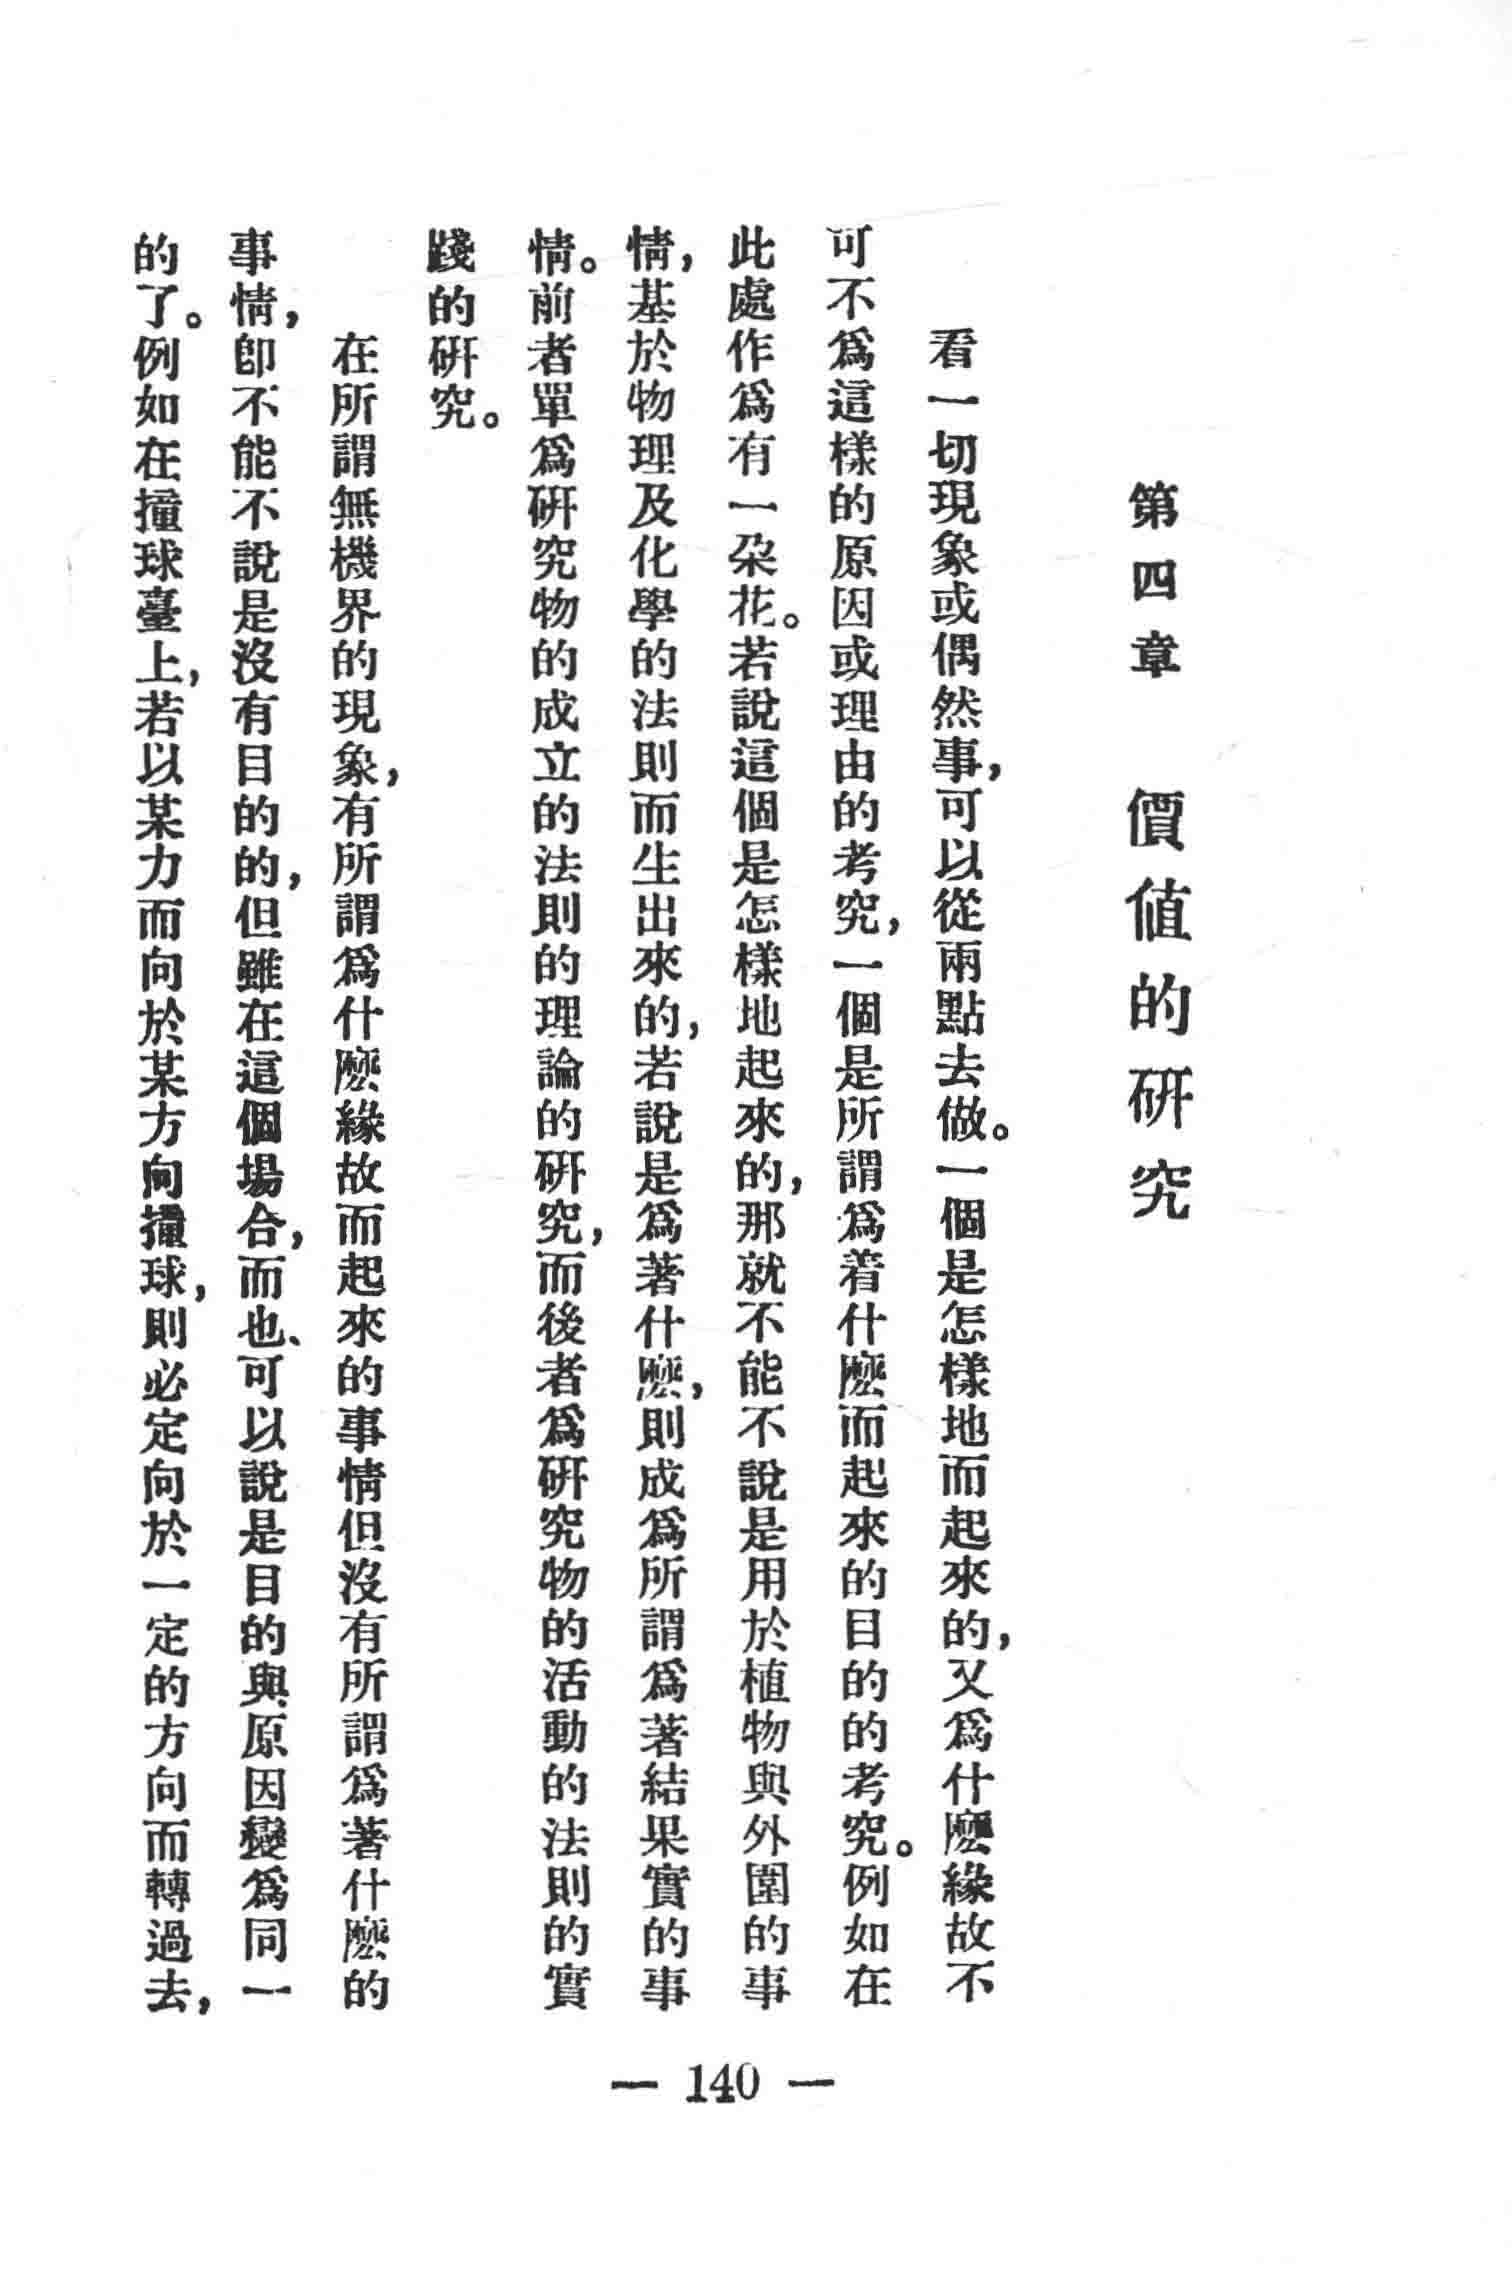 第四章　價值的研究
看一切現象或偶然事，可以從兩點去做。一個是怎樣地而起來的，又爲什麽緣故不
可不爲這樣的原因或理由的考究，一個是所謂爲着什麽而起來的目的的考究。例如在
此處作爲有一朶花。若說這個是怎樣地起來的，那就不能不說是用於植物與外圍的事
情，基於物理及化學的法則而生出來的，若說是爲著什麽，則成爲所謂爲著結果實的事
情。前者單爲研究物的成立的法則的理論的研究，而後者爲研究物的活動的法則的實
踐的研究。
在所謂無機界的現象，有所謂爲什麽緣故而起來的事情但沒有所謂爲著什麽的
事情，卽不能不說是沒有目的的，但雖在這個場合，而也、可以說是目的與原因變爲同一
的了。例如在撞球臺上，若以某力而向於某方向撞球，則必定向於一定的方向而轉過去，
— 140 —